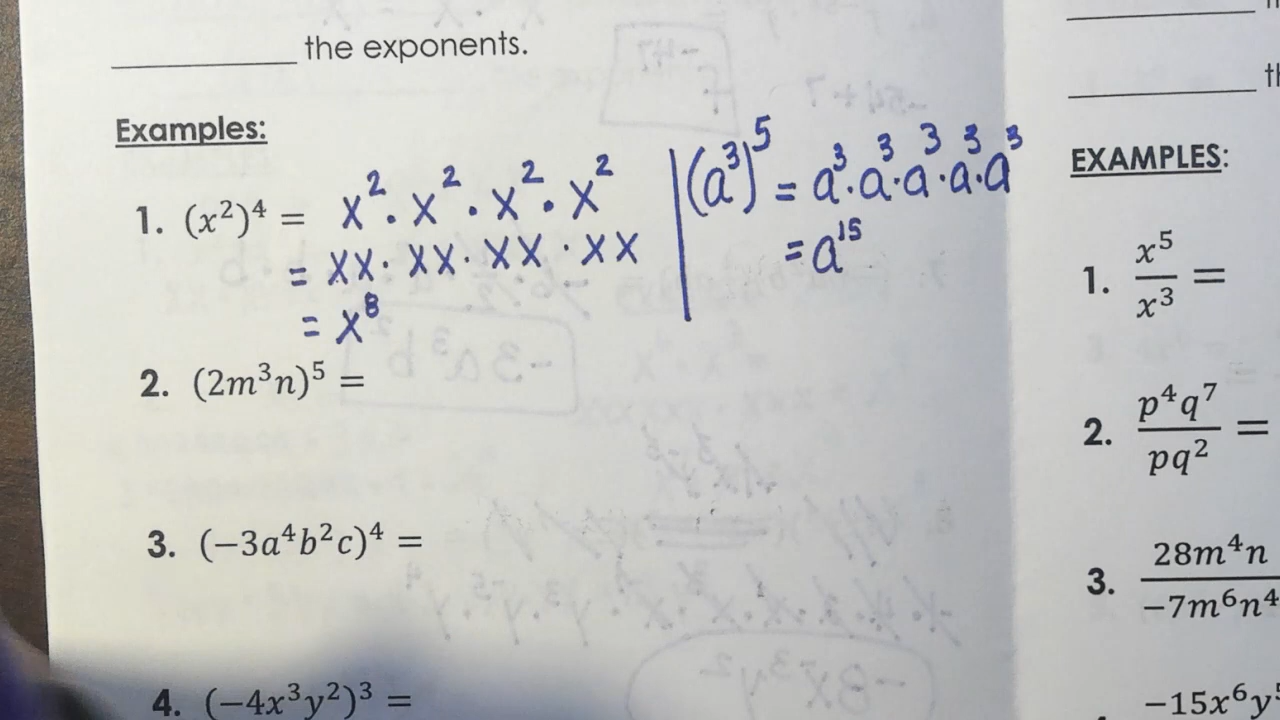 ________ the exponents.
Examples:
1. (x²)⁴ = x² · x² · x² · x²
= xx · xx · xx · xx
= x⁸
(a³)⁵ = a³ · a³ · a³ · a³ · a³
= a¹⁵
2. (2m³n)⁵ =
3. (−3a⁴b²c)⁴ =
4. (−4x³y²)³ =
EXAMPLES:
1. x⁵/x³ =
2. p⁴q⁷/pq² =
3. 28m⁴n/−7m⁶n⁴
−15x⁶y⁵